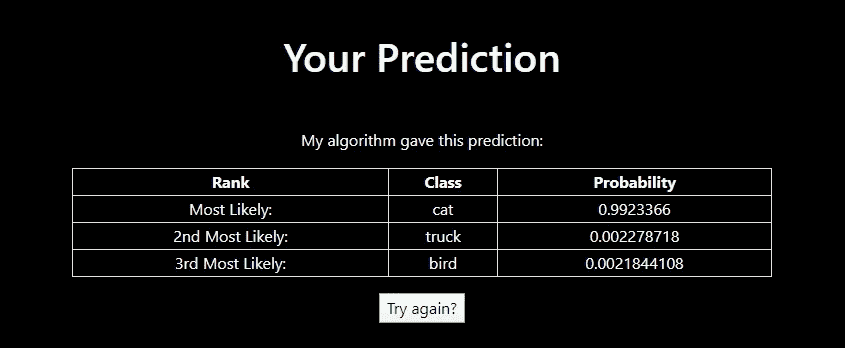 Your Prediction
My algorithm gave this prediction:
Rank Class Probability
Most Likely: cat 0.9923366
2nd Most Likely: truck 0.002278718
3rd Most Likely: bird 0.0021844108
Try again?